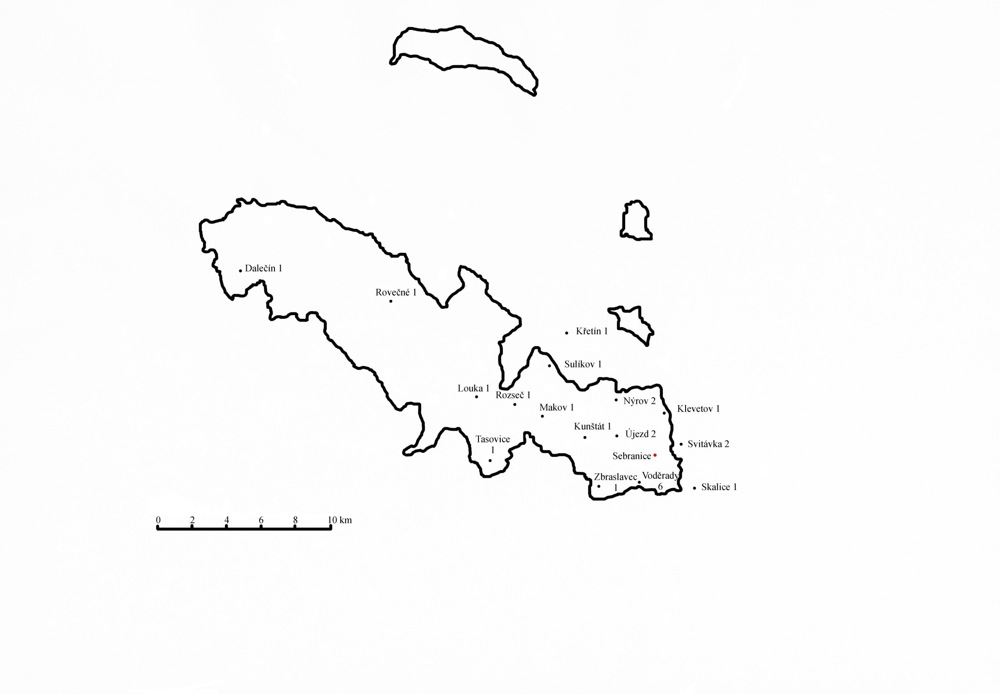 Dalečín 1
Rovečné 1
Křetín 1
Sulíkov 1
Louka 1
Rozseč 1
Nýrov 2
Makov 1
Klevetov 1
Kunštát 1
Újezd 2
Tasovice
1
Svitávka 2
Sebranice
Zbraslavec
1
Voděrady
6
Skalice 1
0 2 4 6 8 10 km